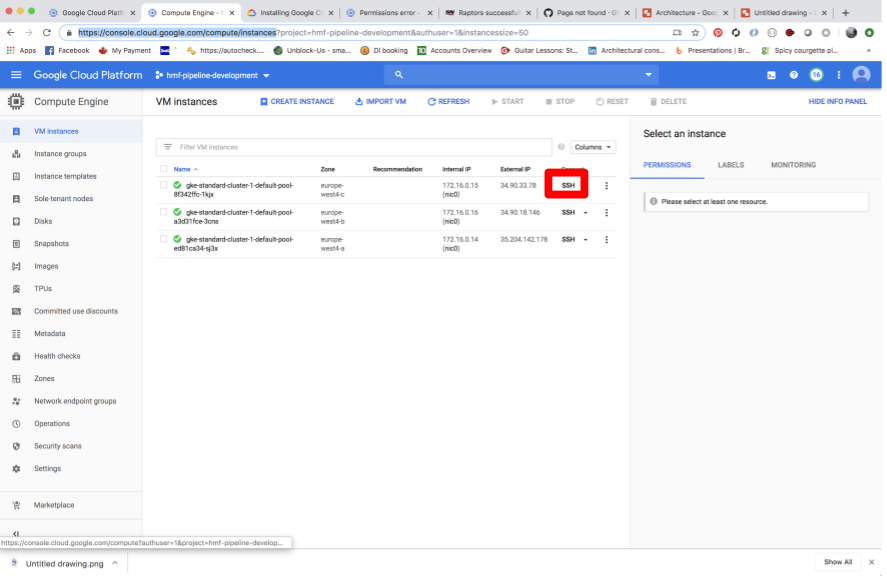 Google Cloud Platf
Compute Engine -
Installing Google Cl
Permissions error -
Raptors successful
Page not found - G
Architecture - Goo
Untitled drawing -
https://console.cloud.google.com/compute/instances?project=hmf-pipeline-development&authuser=1&instancessize=50
Apps
Facebook
My Payment
https://autocheck....
Unblock-Us - sma...
DI booking
Accounts Overview
Guitar Lessons: St...
Architectural cons...
Presentations | Br...
Spicy courgette pi...
»
Google Cloud Platform
hmf-pipeline-development
16
Compute Engine
VM instances
CREATE INSTANCE
IMPORT VM
REFRESH
START
STOP
RESET
DELETE
HIDE INFO PANEL
VM instances
Instance groups
Instance templates
Sole-tenant nodes
Disks
Snapshots
Images
TPUs
Committed use discounts
Metadata
Health checks
Zones
Network endpoint groups
Operations
Security scans
Settings
Marketplace
Filter VM instances
Columns
Name
Zone
Recommendation
Internal IP
External IP
gke-standard-cluster-1-default-pool-
8f342ffc-1kjx
europe-
west4-c
172.16.0.15
(nic0)
34.90.33.78
SSH
gke-standard-cluster-1-default-pool-
a3d31fce-3cns
europe-
west4-b
172.16.0.16
(nic0)
34.90.18.146
SSH
gke-standard-cluster-1-default-pool-
ed81ca34-sj3x
europe-
west4-a
172.16.0.14
(nic0)
35.204.142.178
SSH
Select an instance
PERMISSIONS
LABELS
MONITORING
Please select at least one resource.
https://console.cloud.google.com/compute?authuser=1&project=hmf-pipeline-develop...
Untitled drawing.png
Show All